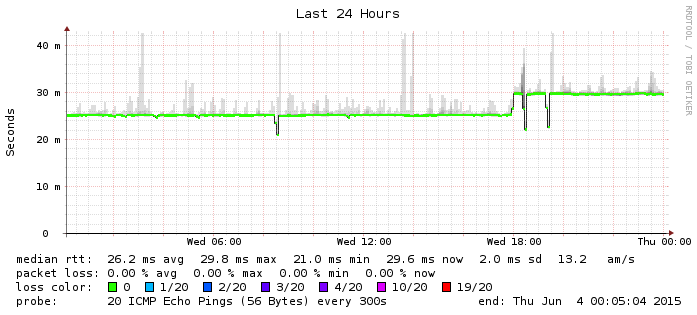 Last 24 Hours
RRDTOOL / TOBI OETIKER
Seconds
40 m
30 m
20 m
10 m
0
Wed 06:00 Wed 12:00 Wed 18:00 Thu 00:00
median rtt: 26.2 ms avg 29.8 ms max 21.0 ms min 29.6 ms now 2.0 ms sd 13.2 am/s
packet loss: 0.00 % avg 0.00 % max 0.00 % min 0.00 % now
loss color: 0 1/20 2/20 3/20 4/20 10/20 19/20
probe: 20 ICMP Echo Pings (56 Bytes) every 300s end: Thu Jun 4 00:05:04 2015